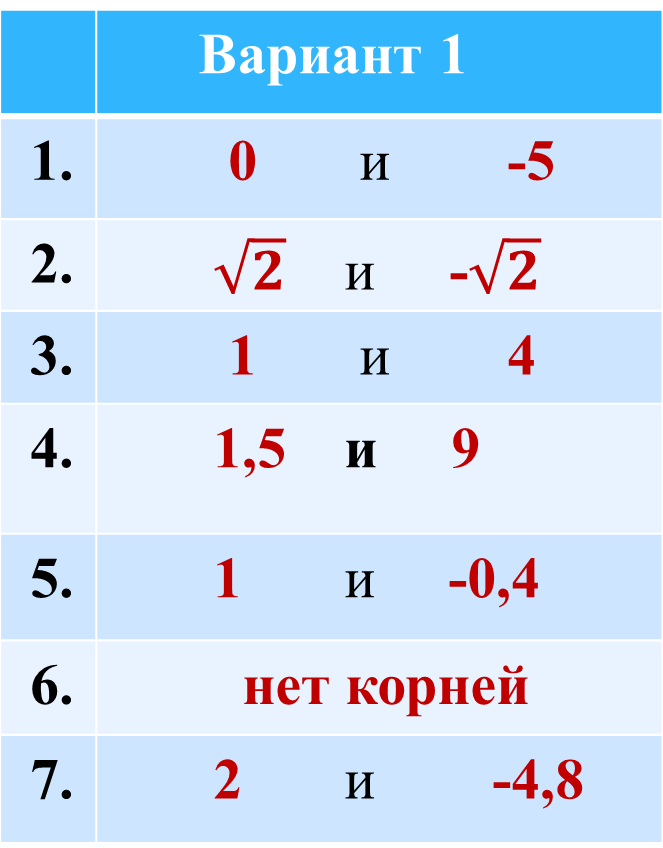 Вариант 1
1. 0 и -5
2. √2 и -√2
3. 1 и 4
4. 1,5 и 9
5. 1 и -0,4
6. нет корней
7. 2 и -4,8